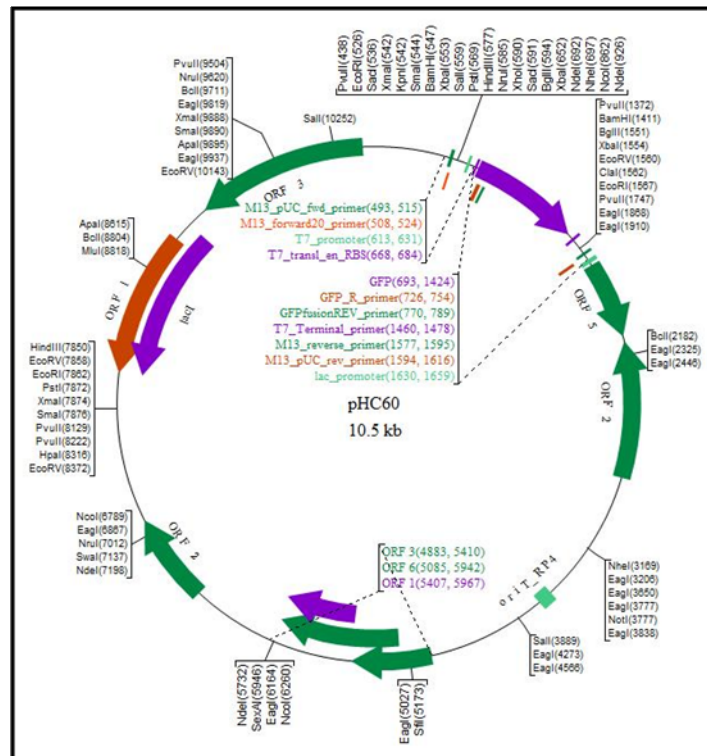 PvuII(438)
EcoRI(526)
SacI(536)
XmaI(542)
KpnI(542)
SmaI(544)
BamHI(547)
XbaI(553)
SalI(559)
PstI(569)
HindIII(577)
NruI(585)
XhoI(590)
SacI(591)
BglII(594)
XbaI(652)
NdeI(692)
NheI(697)
NcoI(862)
NdeI(926)
PvuII(9504)
NruI(9620)
BclI(9711)
EagI(9819)
XmaI(9888)
SmaI(9890)
ApaI(9895)
EagI(9937)
EcoRV(10143)
SalI(10252)
PvuII(1372)
BamHI(1411)
BglII(1551)
XbaI(1554)
EcoRV(1560)
ClaI(1562)
EcoRI(1567)
PvuII(1747)
EagI(1868)
EagI(1910)
ORF 3
M13_pUC_fwd_primer(493, 515)
M13_forward20_primer(508, 524)
T7_promoter(613, 631)
T7_transl_en_RBS(668, 684)
ApaI(8615)
BclI(8804)
MluI(8818)
ORF 1
lacI
GFP(693, 1424)
GFP_R_primer(726, 754)
GFPfusionREV_primer(770, 789)
T7_Terminal_primer(1460, 1478)
M13_reverse_primer(1577, 1595)
M13_pUC_rev_primer(1594, 1616)
lac_promoter(1630, 1659)
ORF 5
BclI(2182)
EagI(2325)
EagI(2446)
HindIII(7850)
EcoRV(7858)
EcoRI(7862)
PstI(7872)
XmaI(7874)
SmaI(7876)
PvuII(8129)
PvuII(8222)
HpaI(8316)
EcoRV(8372)
pHC60
10.5 kb
ORF 2
NcoI(6789)
EagI(6867)
NruI(7012)
SwaI(7137)
NdeI(7198)
ORF 2
ORF 3(4883, 5410)
ORF 6(5085, 5942)
ORF 1(5407, 5967)
oriT_RP4
NheI(3169)
EagI(3206)
EagI(3650)
EagI(3777)
NotI(3777)
EagI(3838)
SalI(3889)
EagI(4273)
EagI(4566)
NdeI(5732)
SexAI(5946)
EagI(6164)
NcoI(6260)
EagI(5027)
SfiI(5173)